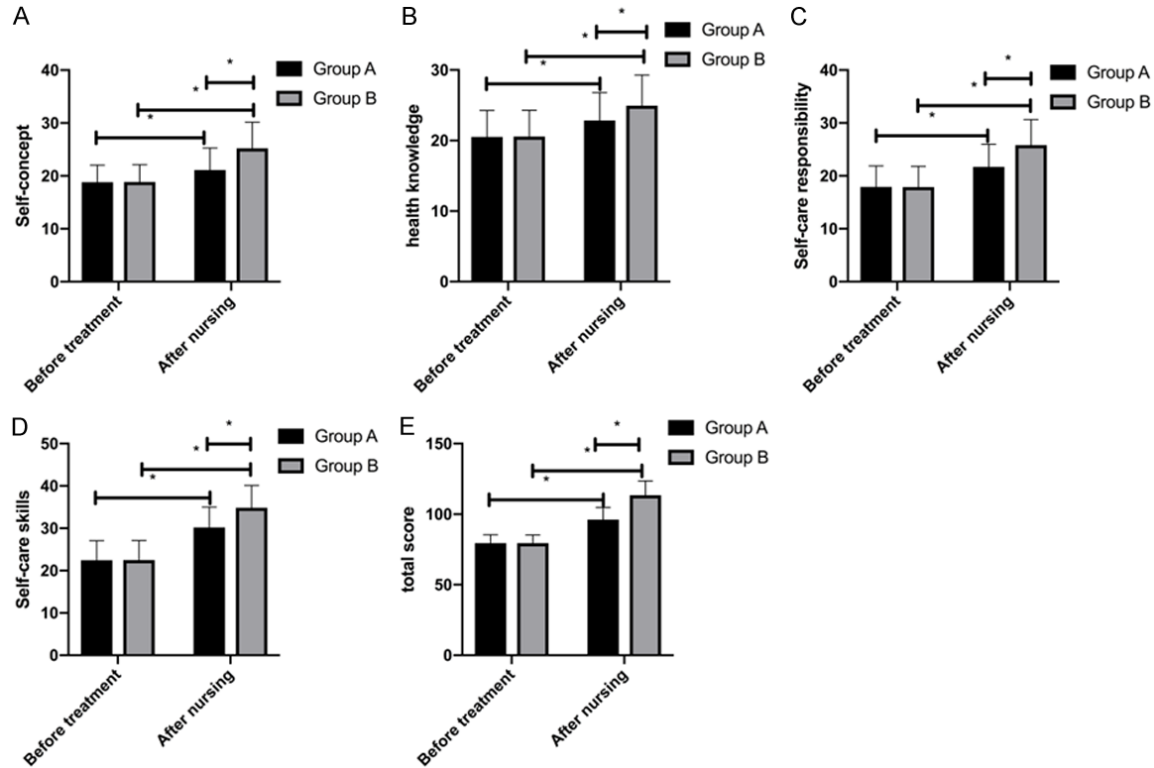 A
Self-concept
40
30
20
10
0
*
*
*
Group A
Group B
Before treatment
After nursing
B
health knowledge
30
20
10
0
*
*
*
Group A
Group B
Before treatment
After nursing
C
Self-care responsibility
40
30
20
10
0
*
*
*
Group A
Group B
Before treatment
After nursing
D
Self-care skills
50
40
30
20
10
0
*
*
*
Group A
Group B
Before treatment
After nursing
E
total score
150
100
50
0
*
*
*
Group A
Group B
Before treatment
After nursing